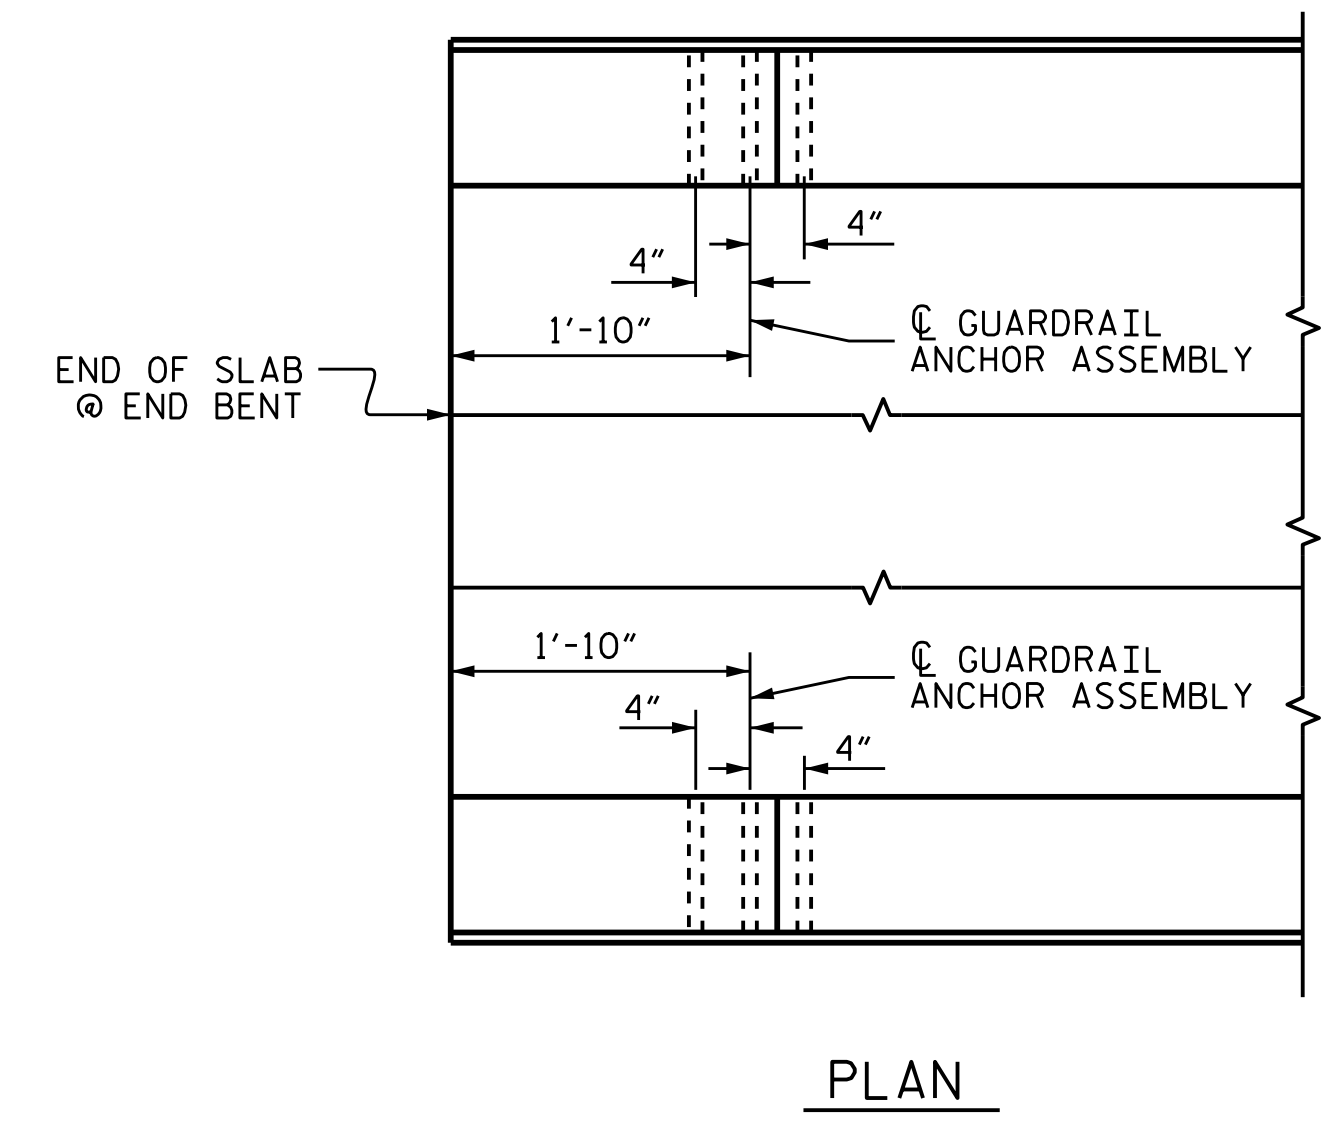 4″
4″
1′-10″
℄ GUARDRAIL
ANCHOR ASSEMBLY
END OF SLAB
@ END BENT
1′-10″
℄ GUARDRAIL
ANCHOR ASSEMBLY
4″
4″
PLAN